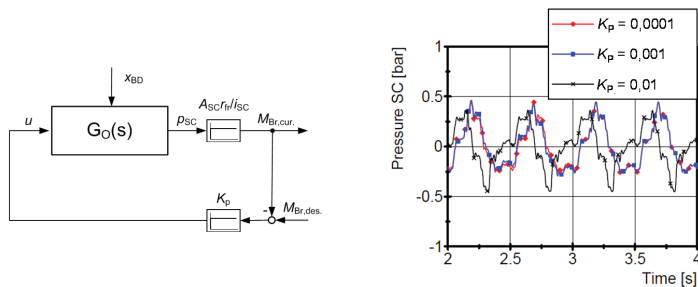 x_BD
A_SC r_fr/i_SC
u
G_O(s)
p_SC
M_Br,cur.
K_p
-
M_Br,des.
K_P = 0,0001
K_P = 0,001
K_P = 0,01
Pressure SC [bar]
1
0.5
0
-0.5
-1
2
2.5
3
3.5
4
Time [s]